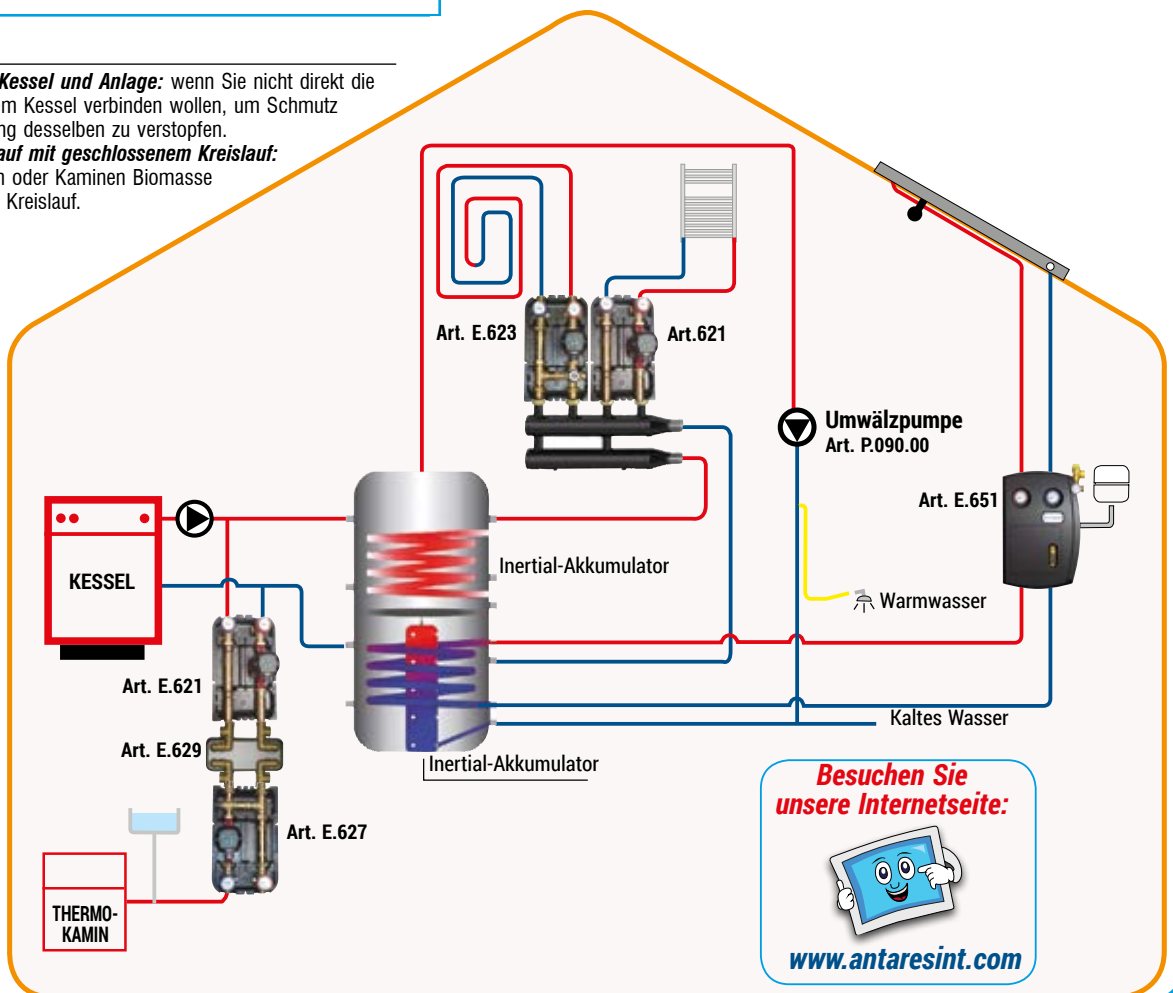 Kessel und Anlage: wenn Sie nicht direkt die
m Kessel verbinden wollen, um Schmutz
ng desselben zu verstopfen.
auf mit geschlossenem Kreislauf:
n oder Kaminen Biomasse
Kreislauf.
Art. E.623
Art.621
Umwälzpumpe
Art. P.090.00
Art. E.651
KESSEL
Inertial-Akkumulator
Warmwasser
Art. E.621
Kaltes Wasser
Art. E.629
Inertial-Akkumulator
Art. E.627
THERMO-
KAMIN
Besuchen Sie
unsere Internetseite:
www.antaresint.com